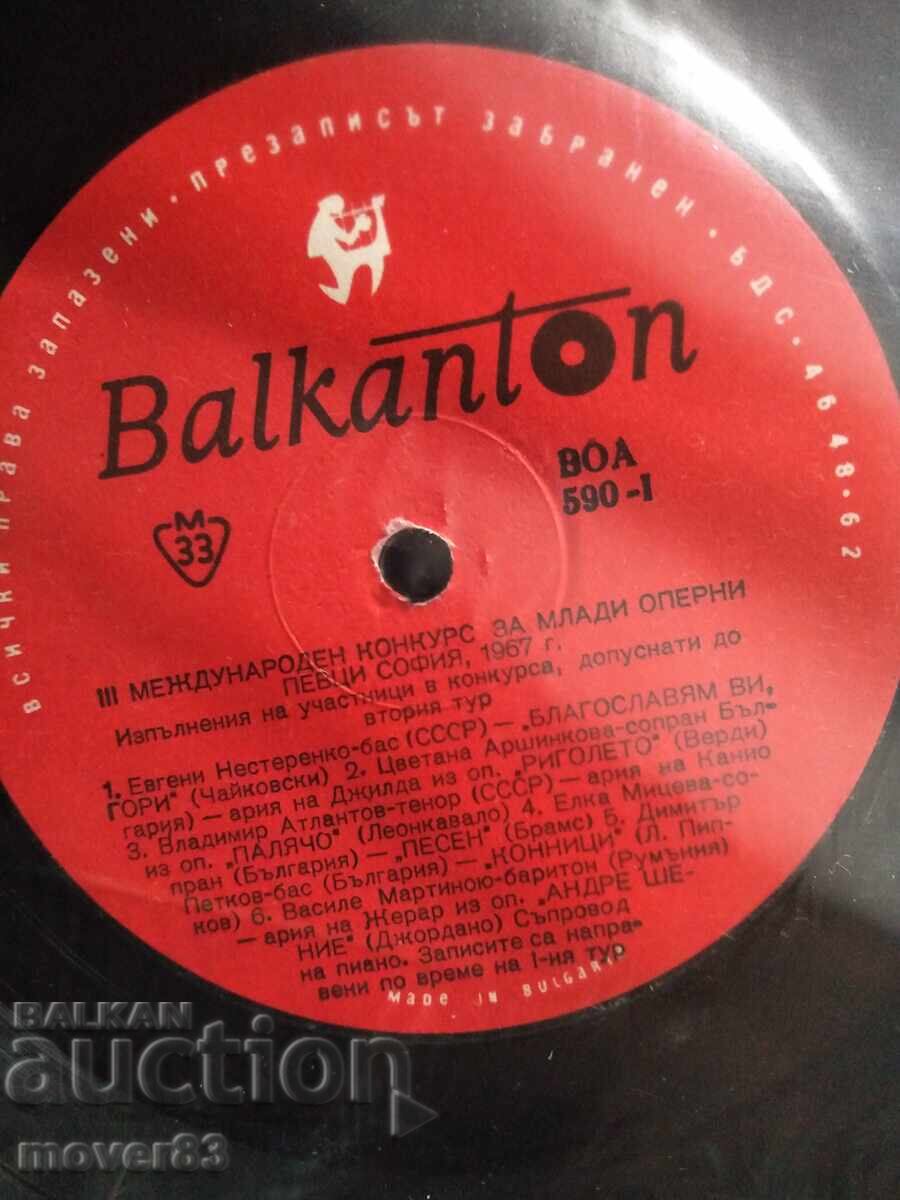 ВСИЧКИ ПРАВА ЗАПАЗЕНИ · ПРЕЗАПИСЪТ ЗАБРАНЕН · БДС · 4648 · 62
Balkanton
ВОА
590-I
М
33
III МЕЖДУНАРОДЕН КОНКУРС ЗА МЛАДИ ОПЕРНИ
ПЕВЦИ СОФИЯ, 1967 г.
Изпълнения на участници в конкурса, допуснати до
втория тур
1. Евгени Нестеренко-бас (СССР) — „БЛАГОСЛАВЯМ ВИ,
ГОРИ" (Чайковски) 2. Цветана Аршинкова-сопран Бъл-
гария) — ария на Джилда из оп. „РИГОЛЕТО" (Верди)
3. Владимир Атлантов-тенор (СССР) — ария на Канио
из оп. „ПАЛЯЧО" (Леонкавало) 4. Елка Мицева-со-
пран (България) — „ПЕСЕН" (Брамс) 5. Димитър
Петков-бас (България) — „КОННИЦИ" (Л. Пип-
ков) 6. Василе Мартиною-баритон (Румъния)
— ария на Жерар из оп. „АНДРЕ ШЕ-
НИЕ" (Джордано) Съпровод
на пиано. Записите са напра-
вени по време на I-ния тур
MADE IN BULGARIA
BALKAN
auction
mover83